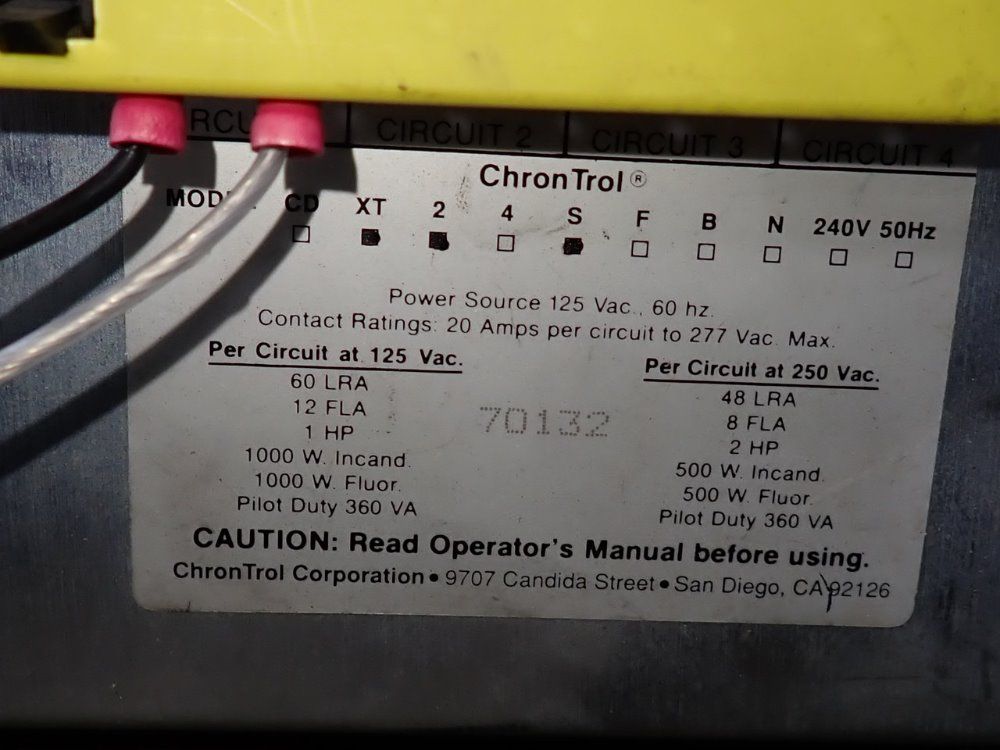 CIRCUIT 2 CIRCUIT 3 CIRCUIT 4
ChronTrol®
CD XT 2 4 S F B N 240V 50Hz
Power Source 125 Vac., 60 hz.
Contact Ratings: 20 Amps per circuit to 277 Vac. Max.
Per Circuit at 125 Vac.
60 LRA
12 FLA
1 HP
1000 W. Incand.
1000 W. Fluor.
Pilot Duty 360 VA
70132
Per Circuit at 250 Vac.
48 LRA
8 FLA
2 HP
500 W. Incand.
500 W. Fluor.
Pilot Duty 360 VA
CAUTION: Read Operator's Manual before using.
ChronTrol Corporation • 9707 Candida Street • San Diego, CA 92126